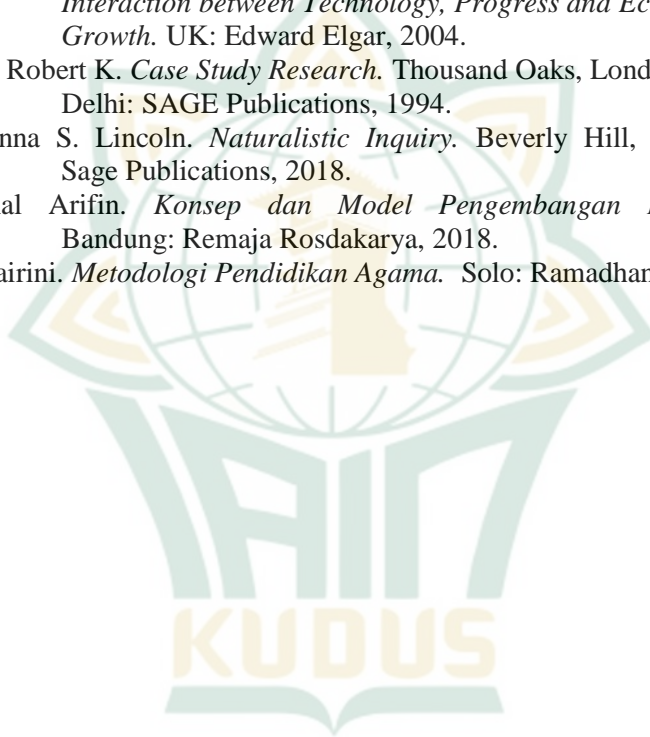 Interaction between Technology, Progress and Ec
Growth. UK: Edward Elgar, 2004.
Robert K. Case Study Research. Thousand Oaks, Lond
Delhi: SAGE Publications, 1994.
nna S. Lincoln. Naturalistic Inquiry. Beverly Hill,
Sage Publications, 2018.
al Arifin. Konsep dan Model Pengembangan
Bandung: Remaja Rosdakarya, 2018.
airini. Metodologi Pendidikan Agama. Solo: Ramadhan
IAIN
KUDUS